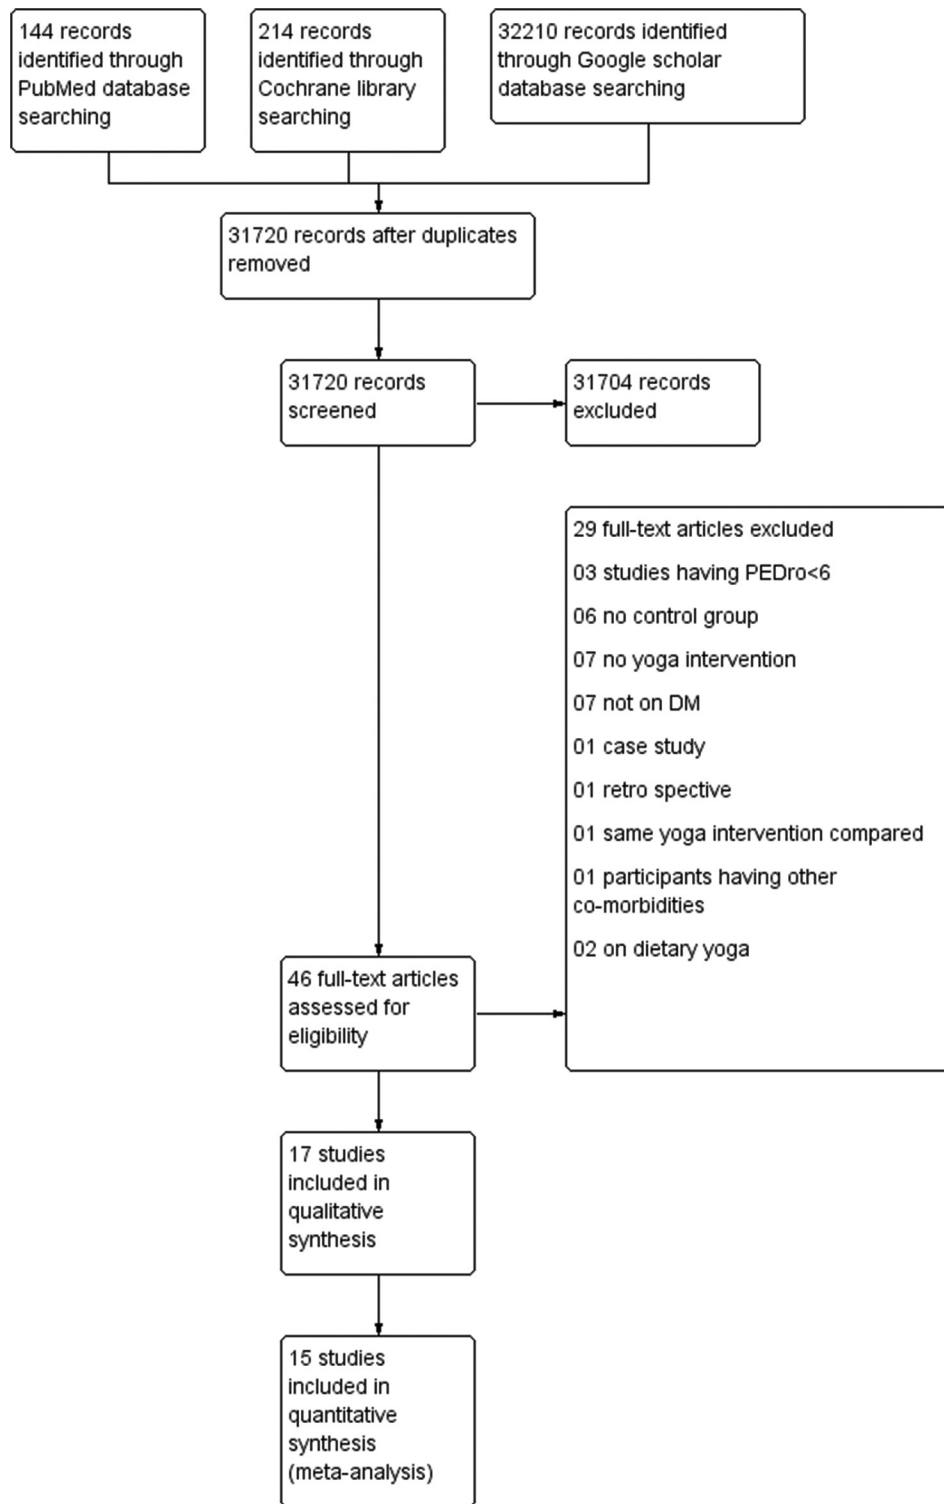 144 records
identified through
PubMed database
searching
214 records
identified through
Cochrane library
searching
32210 records identified
through Google scholar
database searching
31720 records after duplicates
removed
31720 records
screened
31704 records
excluded
29 full-text articles excluded
03 studies having PEDro<6
06 no control group
07 no yoga intervention
07 not on DM
01 case study
01 retro spective
01 same yoga intervention compared
01 participants having other
co-morbidities
02 on dietary yoga
46 full-text articles
assessed for
eligibility
17 studies
included in
qualitative
synthesis
15 studies
included in
quantitative
synthesis
(meta-analysis)